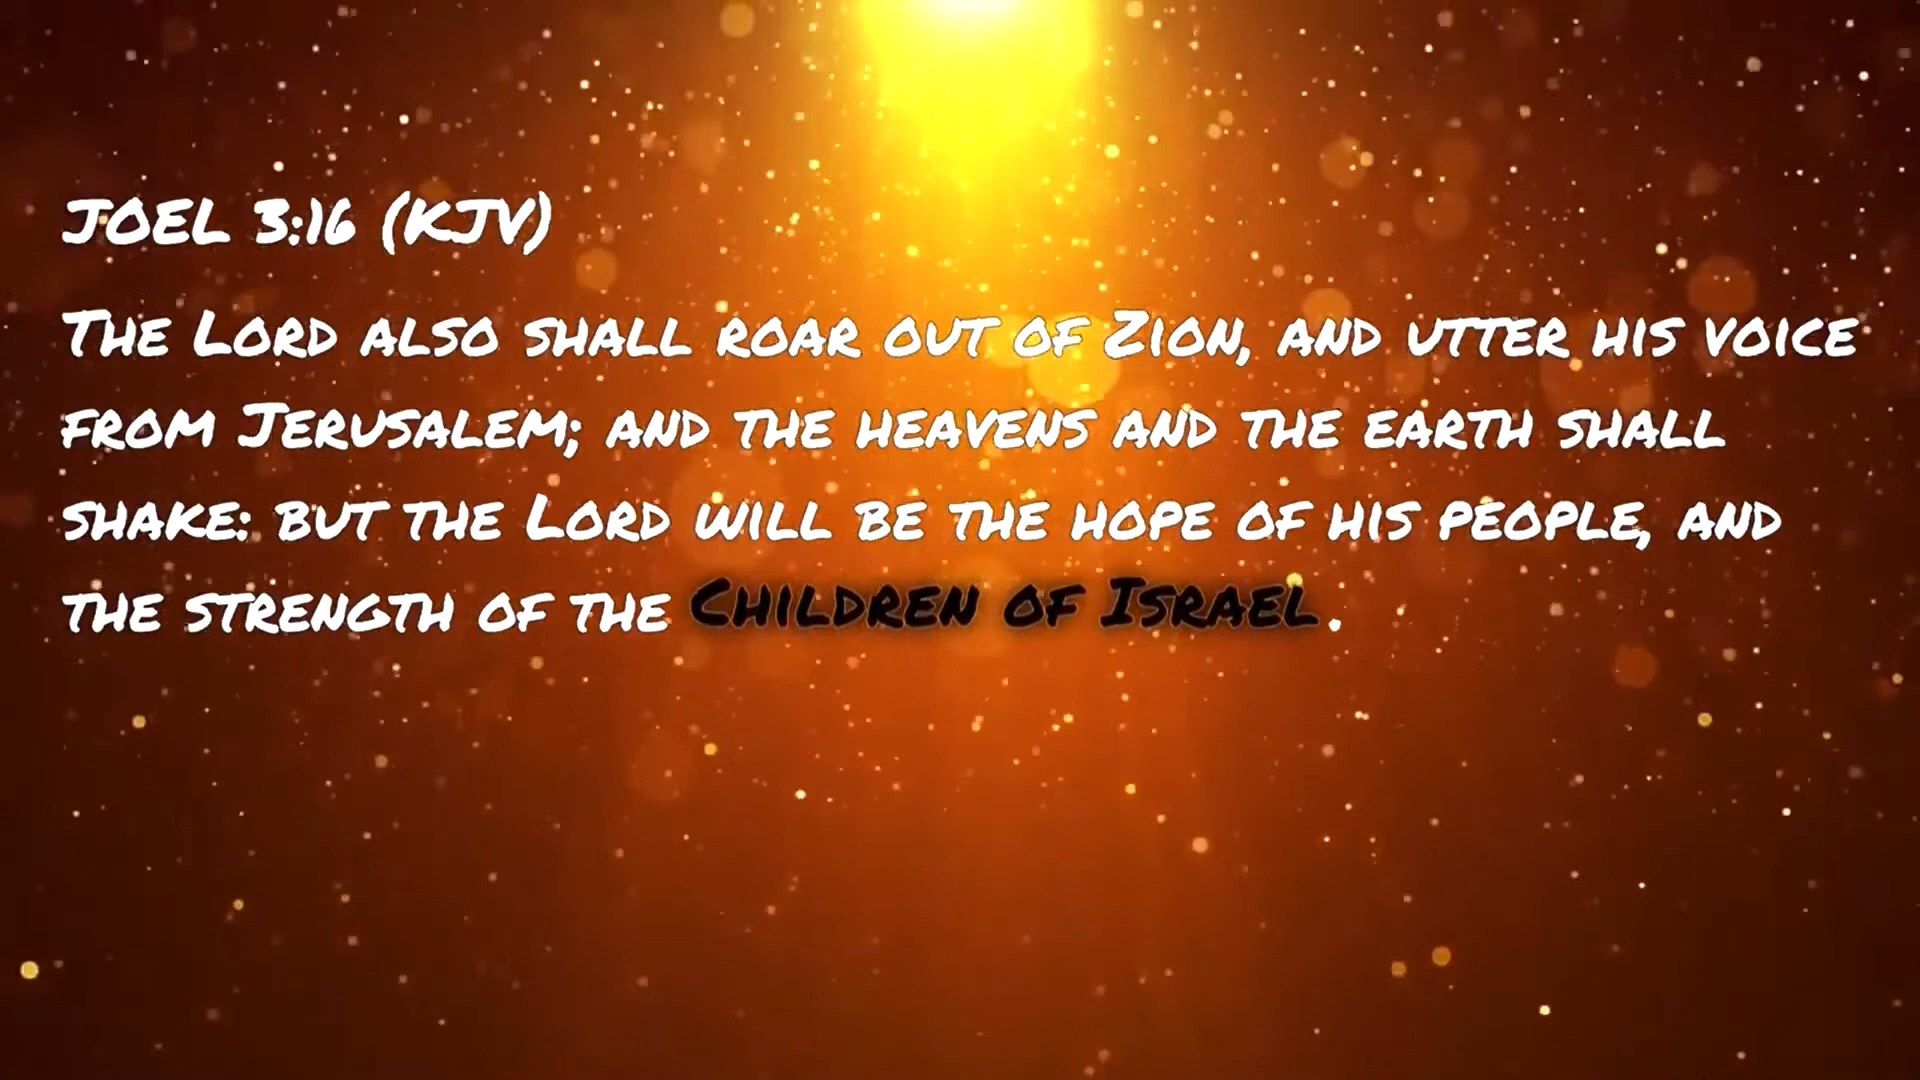 JOEL 3:16 (KJV)
The Lord also shall roar out of Zion, and utter his voice
from Jerusalem; and the heavens and the earth shall
shake: but the Lord will be the hope of his people, and
the strength of the Children of Israel.